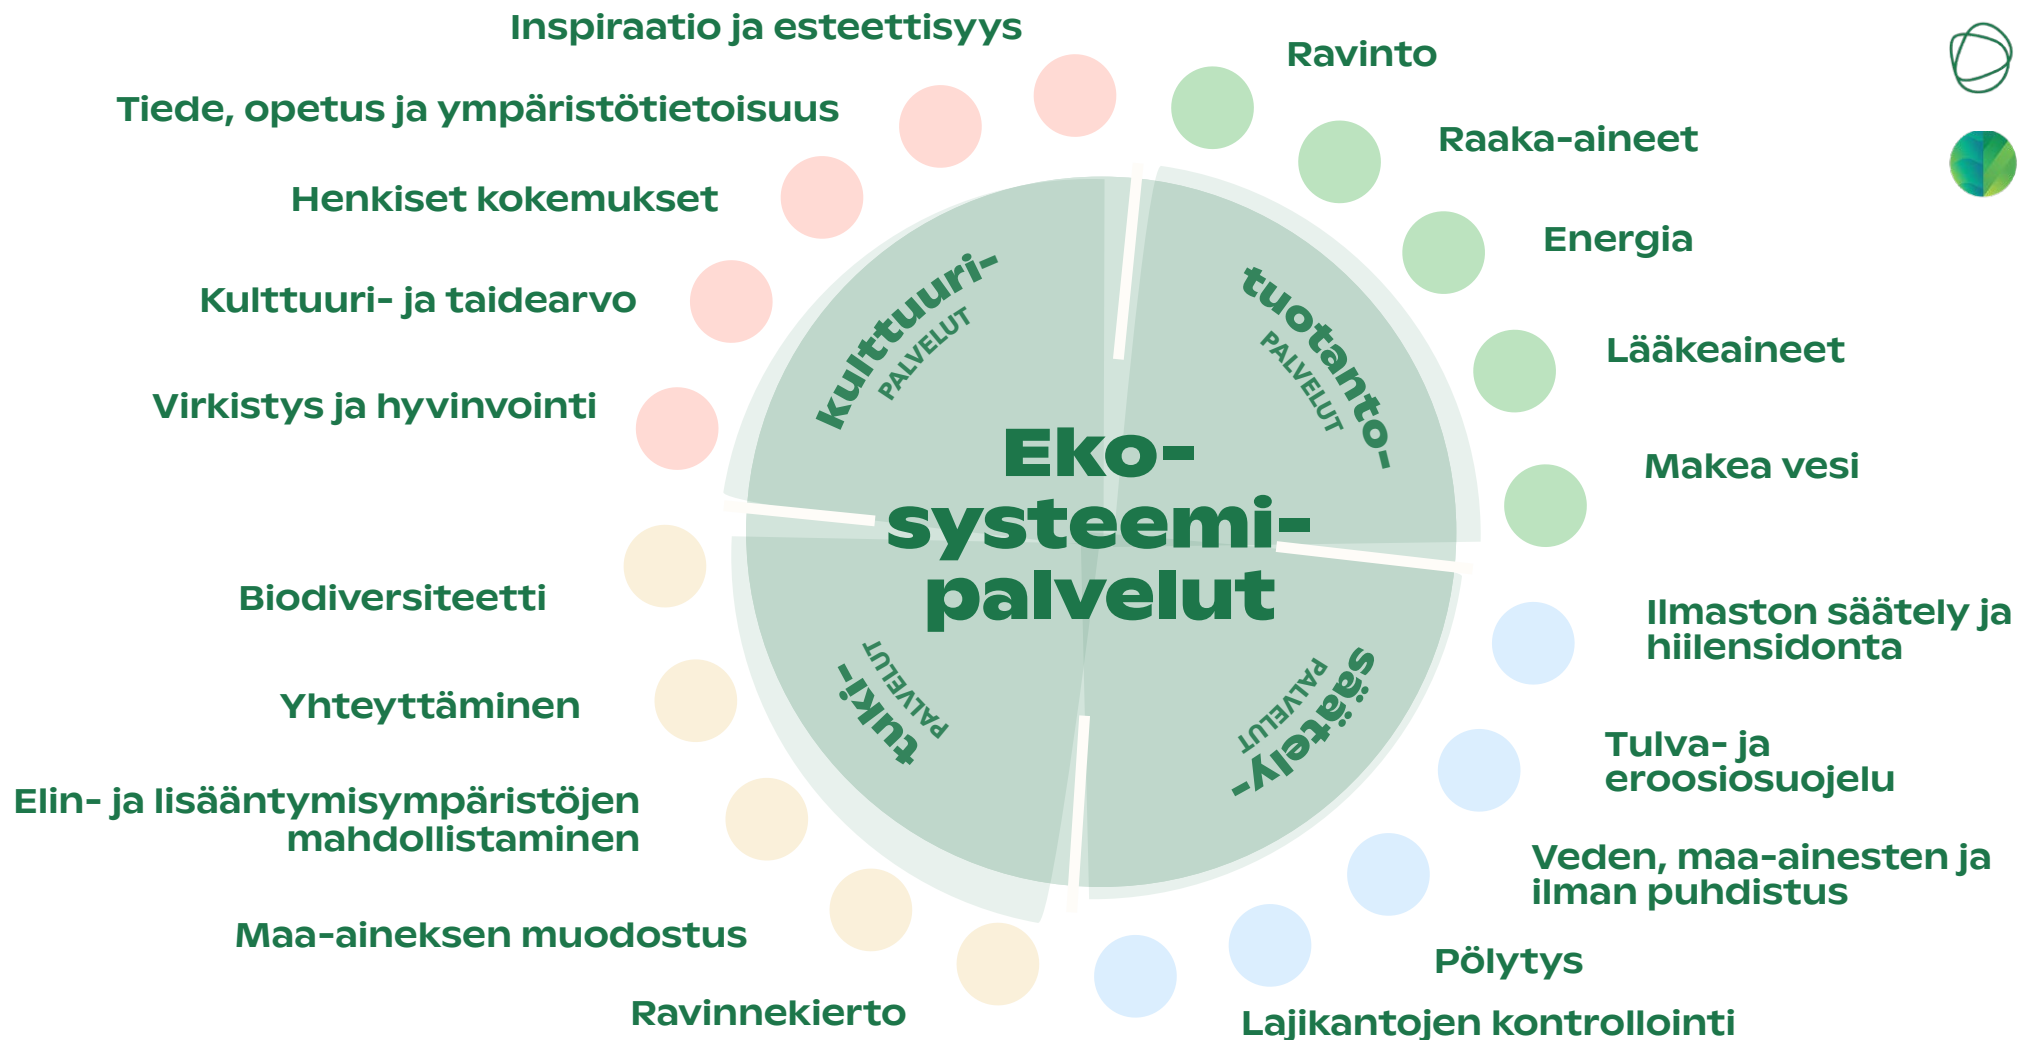 Eko-
systeemi-
palvelut
kulttuuri-
PALVELUT
Inspiraatio ja esteettisyys
Tiede, opetus ja ympäristötietoisuus
Henkiset kokemukset
Kulttuuri- ja taidearvo
Virkistys ja hyvinvointi
tuotanto-
PALVELUT
Ravinto
Raaka-aineet
Energia
Lääkeaineet
Makea vesi
säätely-
PALVELUT
Ilmaston säätely ja
hiilensidonta
Tulva- ja
eroosiosuojelu
Veden, maa-ainesten ja
ilman puhdistus
Pölytys
Lajikantojen kontrollointi
tuki-
PALVELUT
Biodiversiteetti
Yhteyttäminen
Elin- ja lisääntymisympäristöjen
mahdollistaminen
Maa-aineksen muodostus
Ravinnekierto